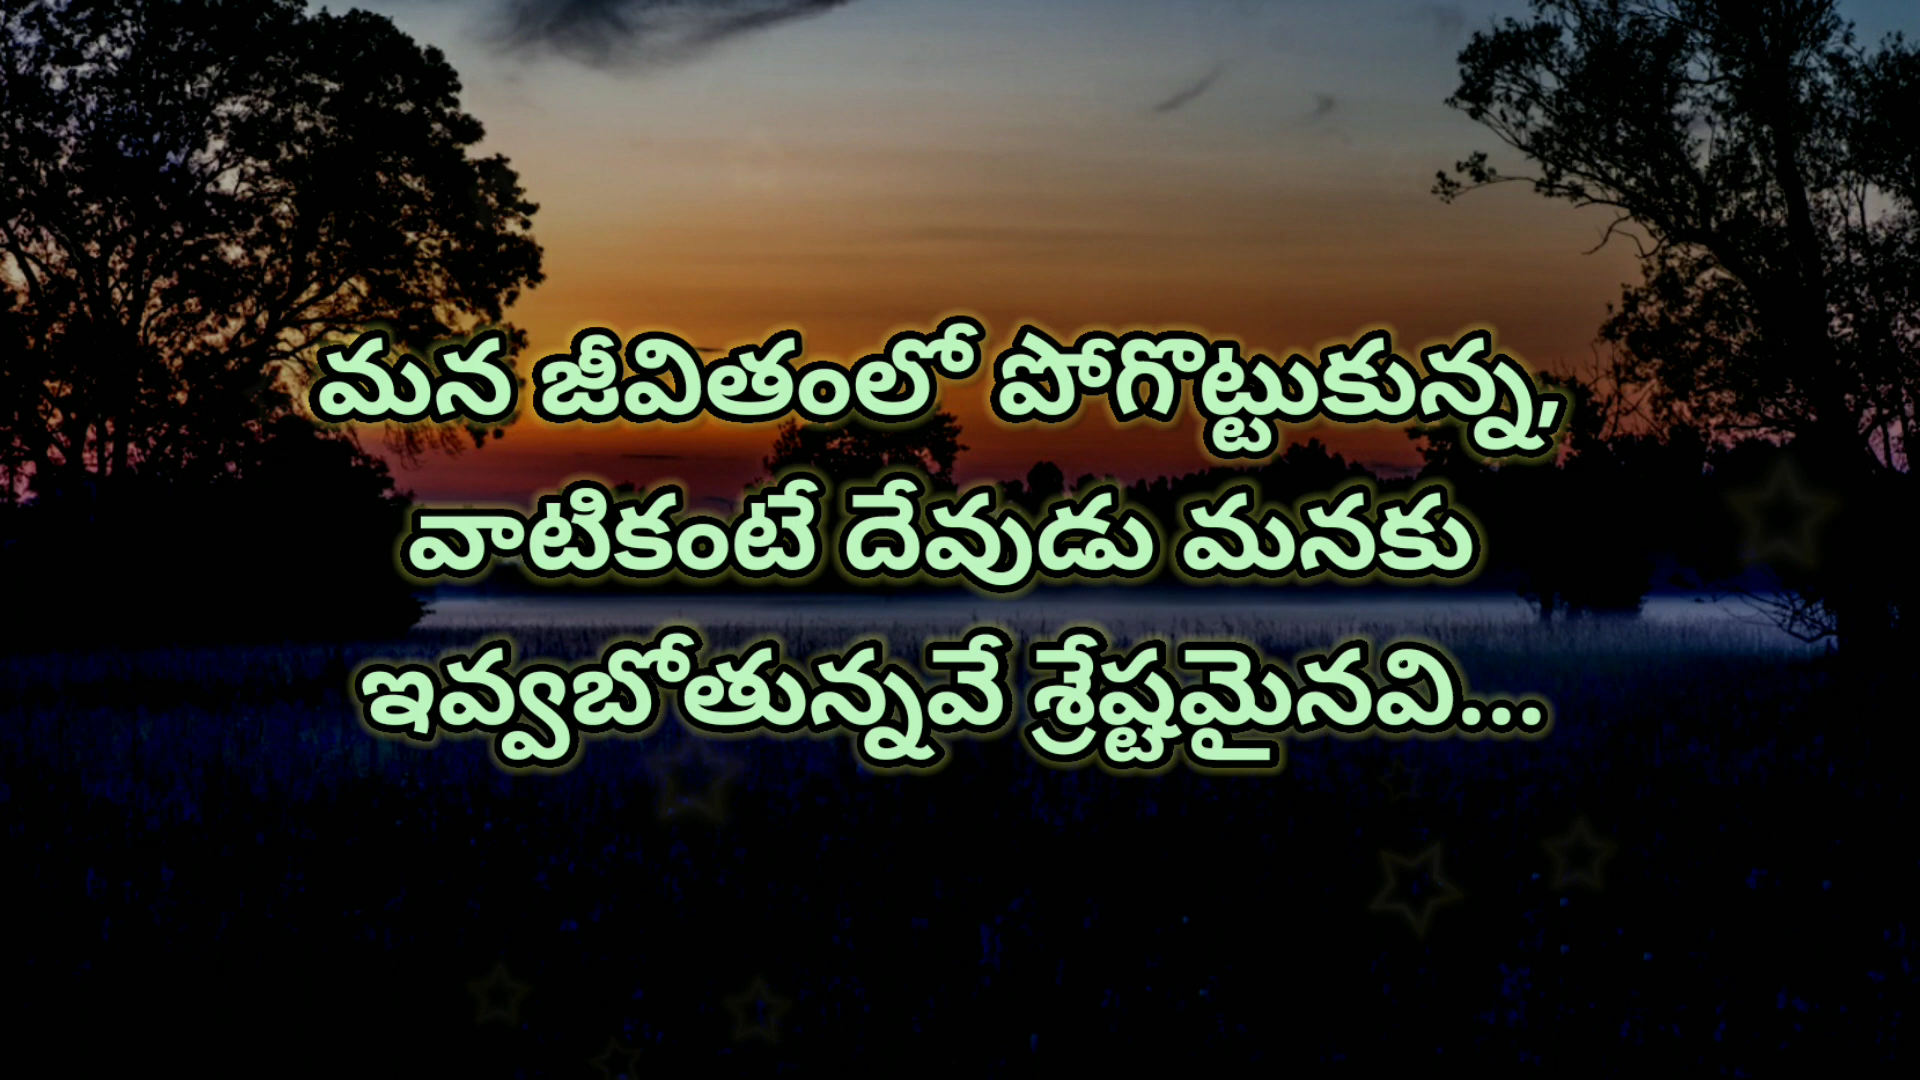 మన జీవితంలో పోగొట్టుకున్న,
వాటికంటే దేవుడు మనకు
ఇవ్వబోతున్నవే శ్రేష్టమైనవి...